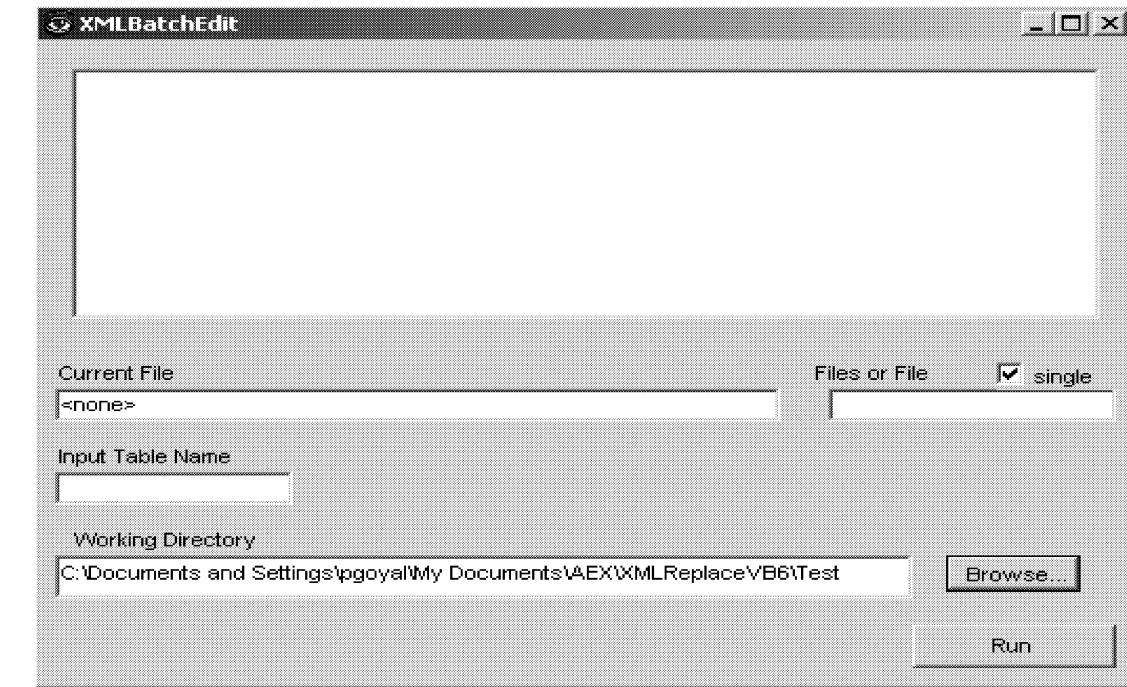 XMLBatchEdit
Current File
Files or File
single
<none>
Input Table Name
Working Directory
C:\Documents and Settings\pgoyal\My Documents\AEX\XMLReplaceVB6\Test
Browse...
Run